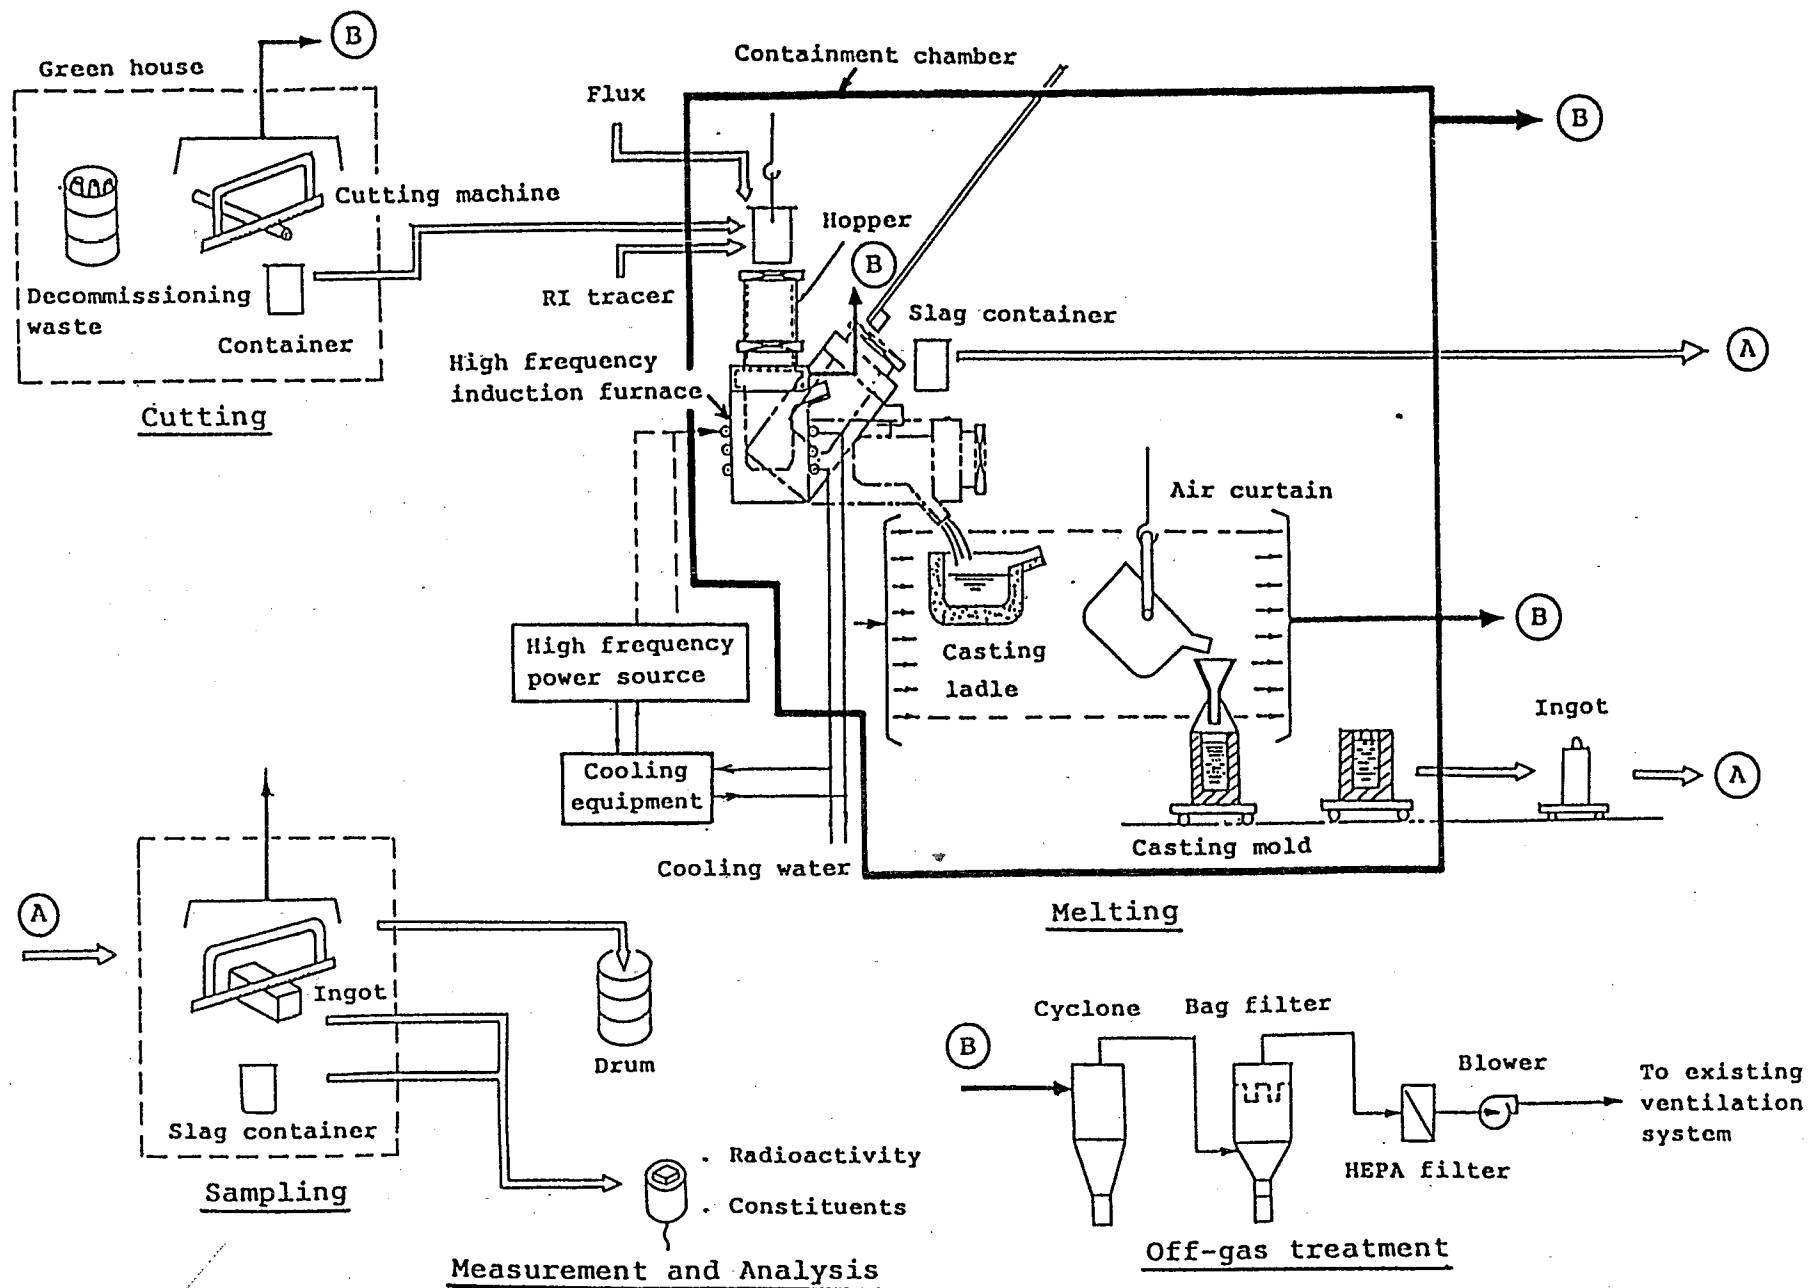 B
Green house
Cutting machine
Decommissioning
waste
Container
Cutting
Containment chamber
Flux
B
Hopper
B
RI tracer
Slag container
A
High frequency
induction furnace
Air curtain
High frequency
power source
Casting
ladle
B
Ingot
A
Cooling
equipment
Casting mold
Cooling water
Melting
A
Ingot
Drum
Slag container
Sampling
. Radioactivity
. Constituents
Measurement and Analysis
B
Cyclone
Bag filter
Blower
To existing
ventilation
system
HEPA filter
Off-gas treatment